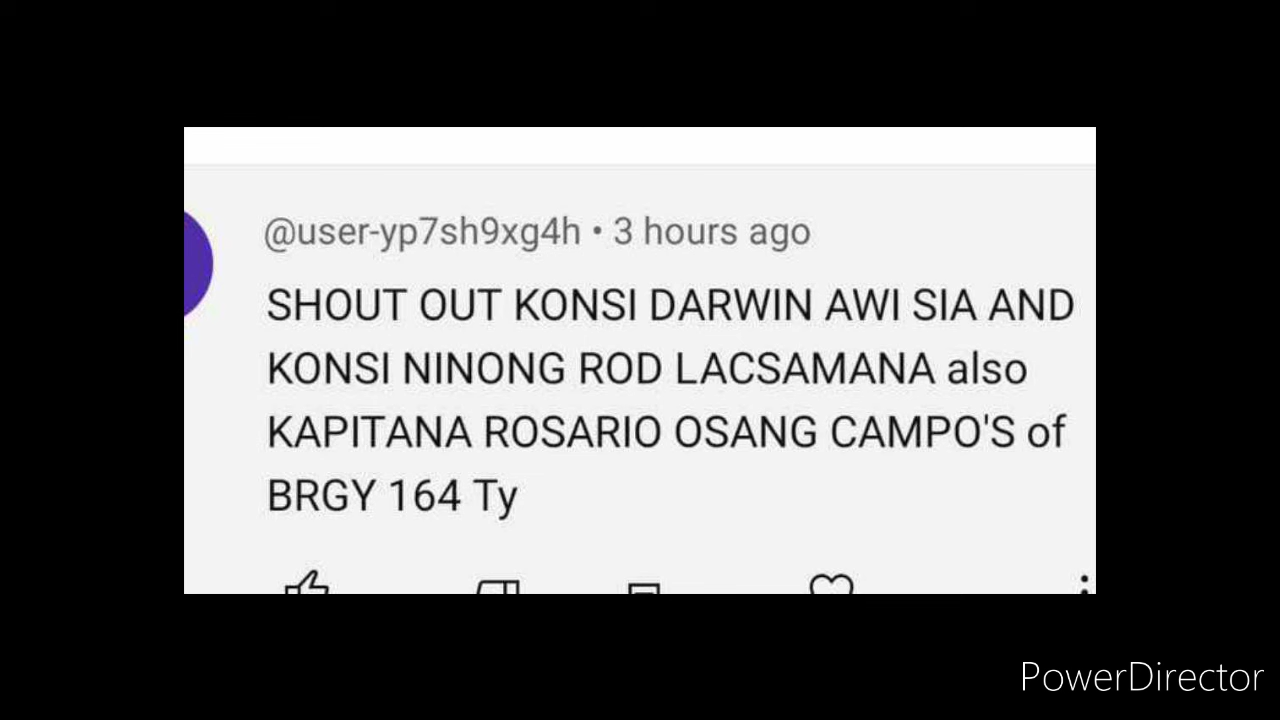 @user-yp7sh9xg4h • 3 hours ago
SHOUT OUT KONSI DARWIN AWI SIA AND
KONSI NINONG ROD LACSAMANA also
KAPITANA ROSARIO OSANG CAMPO'S of
BRGY 164 Ty
PowerDirector